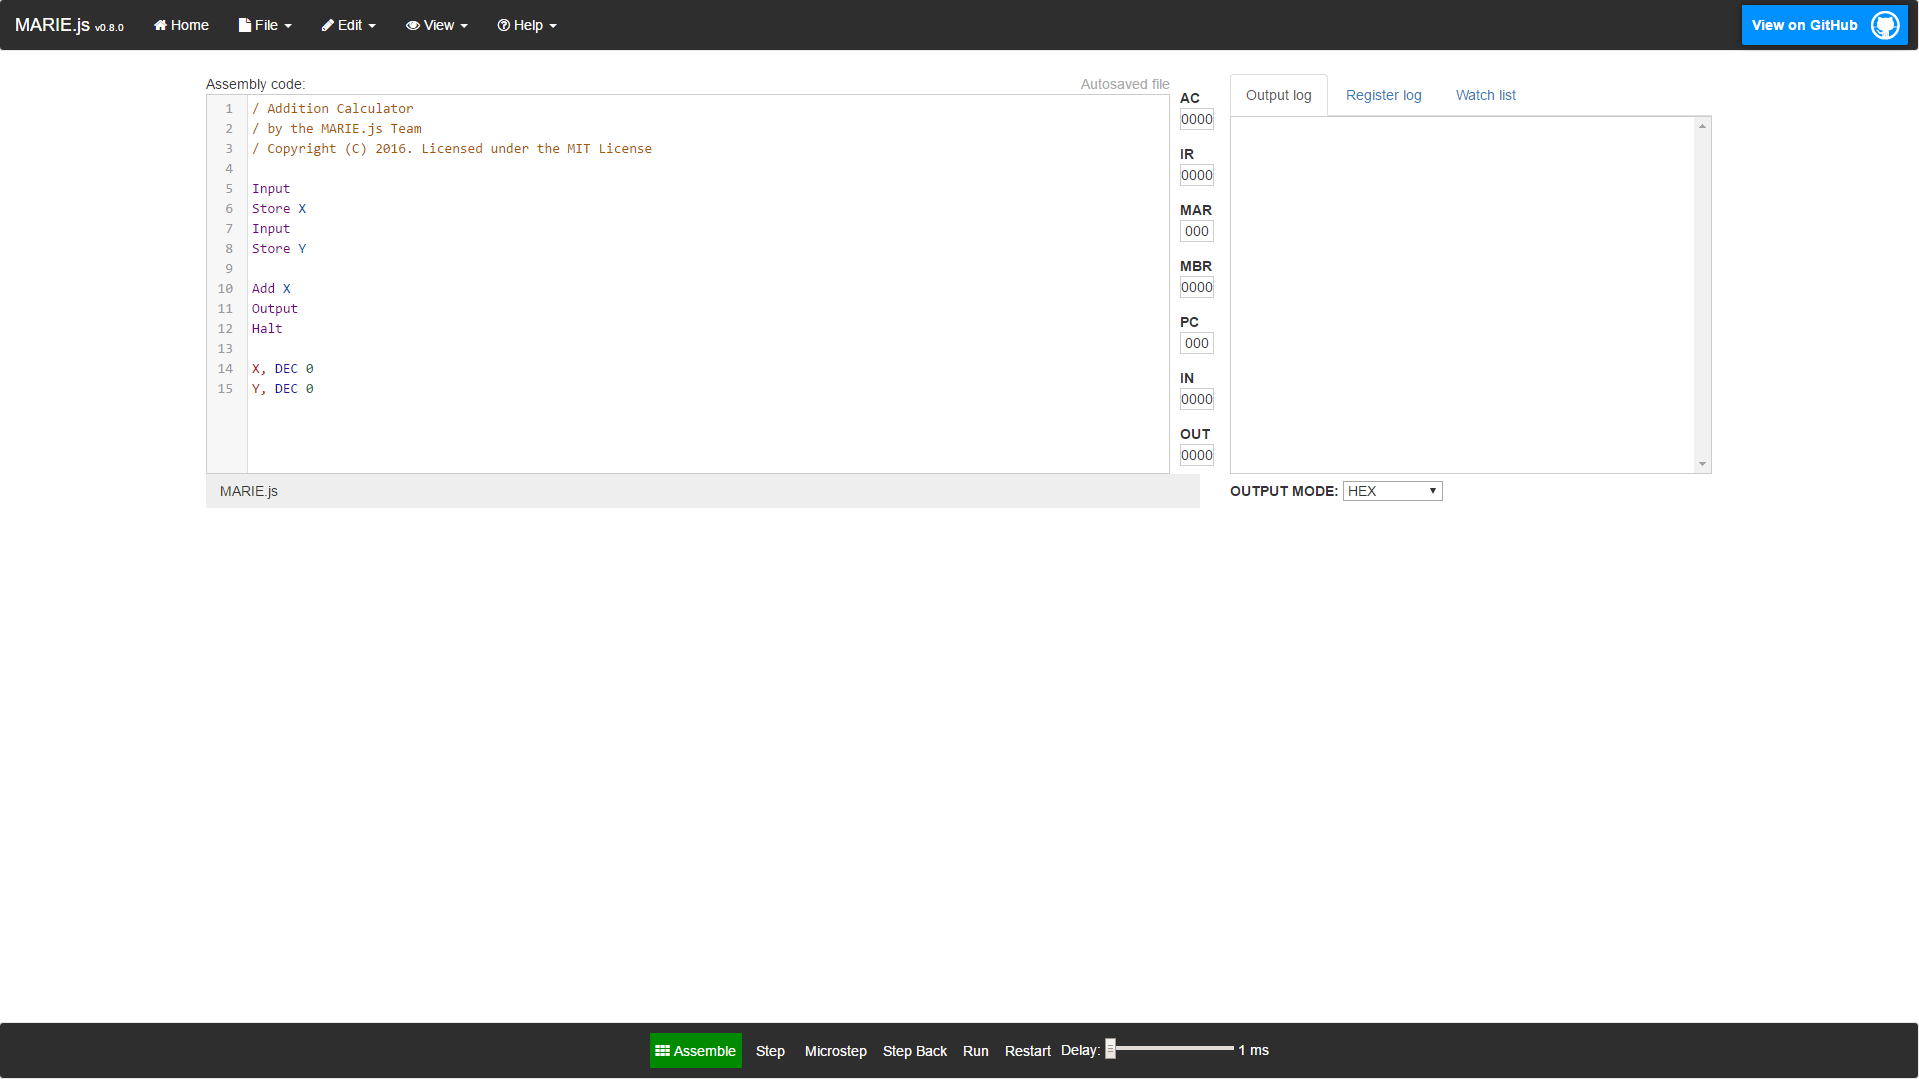 MARIE.js v0.8.0 Home File Edit View Help View on GitHub
Assembly code: Autosaved file
1 / Addition Calculator
2 / by the MARIE.js Team
3 / Copyright (C) 2016. Licensed under the MIT License
4
5 Input
6 Store X
7 Input
8 Store Y
9
10 Add X
11 Output
12 Halt
13
14 X, DEC 0
15 Y, DEC 0
MARIE.js
AC
0000
IR
0000
MAR
000
MBR
0000
PC
000
IN
0000
OUT
0000
Output log Register log Watch list
OUTPUT MODE: HEX
Assemble Step Microstep Step Back Run Restart Delay: 1 ms